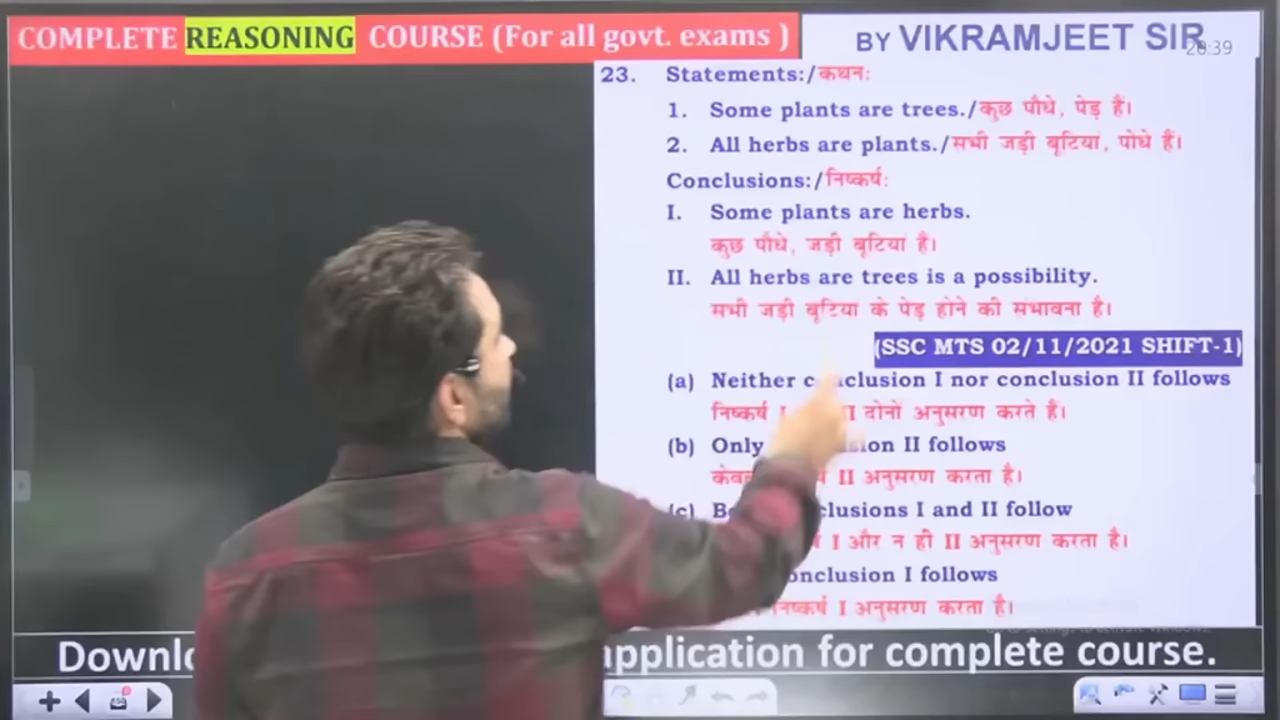 COMPLETE REASONING COURSE (For all govt. exams )
BY VIKRAMJEET SIR
20:39
23. Statements:/कथन:
1. Some plants are trees./कुछ पौधे, पेड़ हैं।
2. All herbs are plants./सभी जड़ी बूटियां, पोधे हैं।
Conclusions:/निष्कर्ष:
I. Some plants are herbs.
कुछ पौधे, जड़ी बूटियां हैं।
II. All herbs are trees is a possibility.
सभी जड़ी बूटियां के पेड़ होने की संभावना है।
(SSC MTS 02/11/2021 SHIFT-1)
(a) Neither conclusion I nor conclusion II follows
निष्कर्ष I दोनों अनुसरण करते हैं।
(b) Only II follows
II अनुसरण करता है।
(c) I and II follow
I और न ही II अनुसरण करता है।
I follows
निष्कर्ष I अनुसरण करता है।
application for complete course.